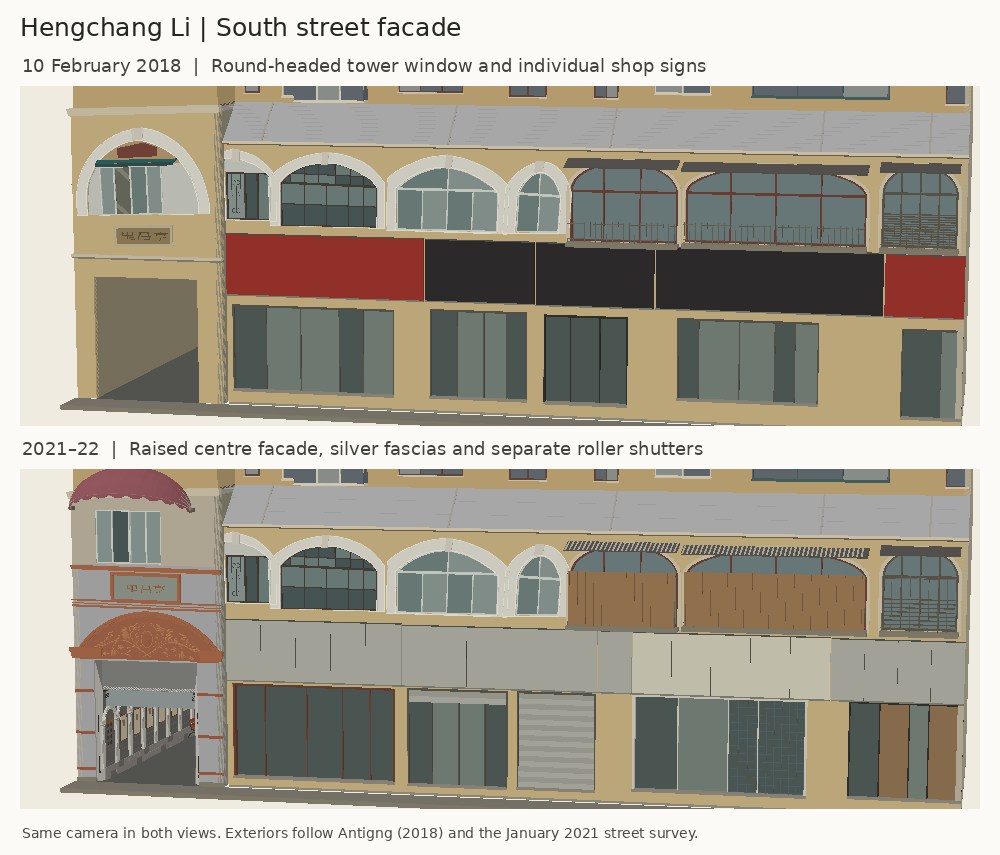 Hengchang Li | South street facade
10 February 2018 | Round-headed tower window and individual shop signs
2021–22 | Raised centre facade, silver fascias and separate roller shutters
Same camera in both views. Exteriors follow Antigng (2018) and the January 2021 street survey.